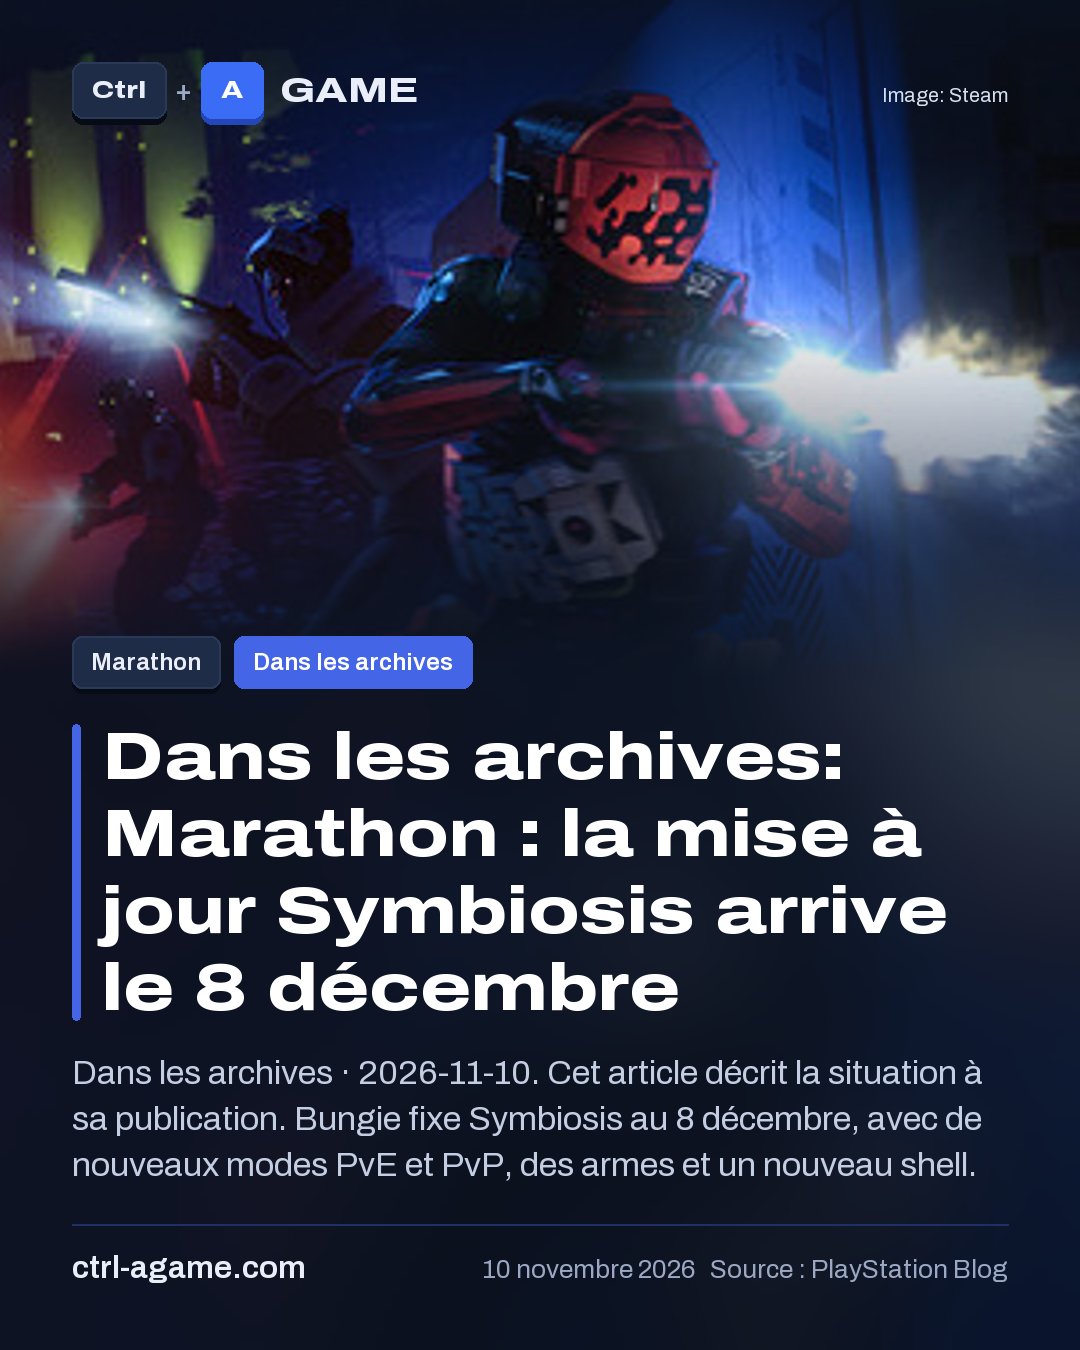 Ctrl + A GAME
Image: Steam
Marathon
Dans les archives
Dans les archives:
Marathon : la mise à
jour Symbiosis arrive
le 8 décembre
Dans les archives · 2026-11-10. Cet article décrit la situation à
sa publication. Bungie fixe Symbiosis au 8 décembre, avec de
nouveaux modes PvE et PvP, des armes et un nouveau shell.
ctrl-agame.com
10 novembre 2026 Source : PlayStation Blog